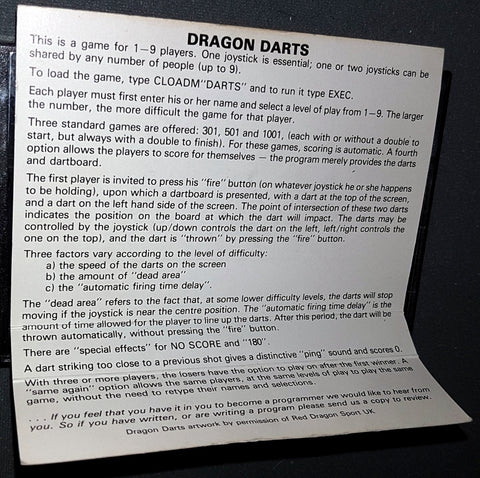 DRAGON DARTS
This is a game for 1—9 players. One joystick is essential; one or two joysticks can be
shared by any number of people (up to 9).
To load the game, type CLOADM"DARTS" and to run it type EXEC.
Each player must first enter his or her name and select a level of play from 1—9. The larger
the number, the more difficult the game for that player.
Three standard games are offered: 301, 501 and 1001, (each with or without a double to
start, but always with a double to finish). For these games, scoring is automatic. A fourth
option allows the players to score for themselves — the program merely provides the darts
and dartboard.
The first player is invited to press his "fire" button (on whatever joystick he or she happens
to be holding), upon which a dartboard is presented, with a dart at the top of the screen,
and a dart on the left hand side of the screen. The point of intersection of these two darts
indicates the position on the board at which the dart will impact. The darts may be
controlled by the joystick (up/down controls the dart on the left, left/right controls the
one on the top), and the dart is "thrown" by pressing the "fire" button.
Three factors vary according to the level of difficulty:
a) the speed of the darts on the screen
b) the amount of "dead area"
c) the "automatic firing time delay".
The "dead area" refers to the fact that, at some lower difficulty levels, the darts will stop
moving if the joystick is near the centre position. The "automatic firing time delay" is the
amount of time allowed for the player to line up the darts. After this period, the dart will be
thrown automatically, without pressing the "fire" button.
There are "special effects" for NO SCORE and "180".
A dart striking too close to a previous shot gives a distinctive "ping" sound and scores 0.
With three or more players, the losers have the option to play on after the first winner. A
"same again" option allows the same players, at the same levels of play to play the same
game, without the need to retype their names and selections.
. . . If you feel that you have it in you to become a programmer we would like to hear from
you. So if you have written, or are writing a program please send us a copy to review.
Dragon Darts artwork by permission of Red Dragon Sport UK